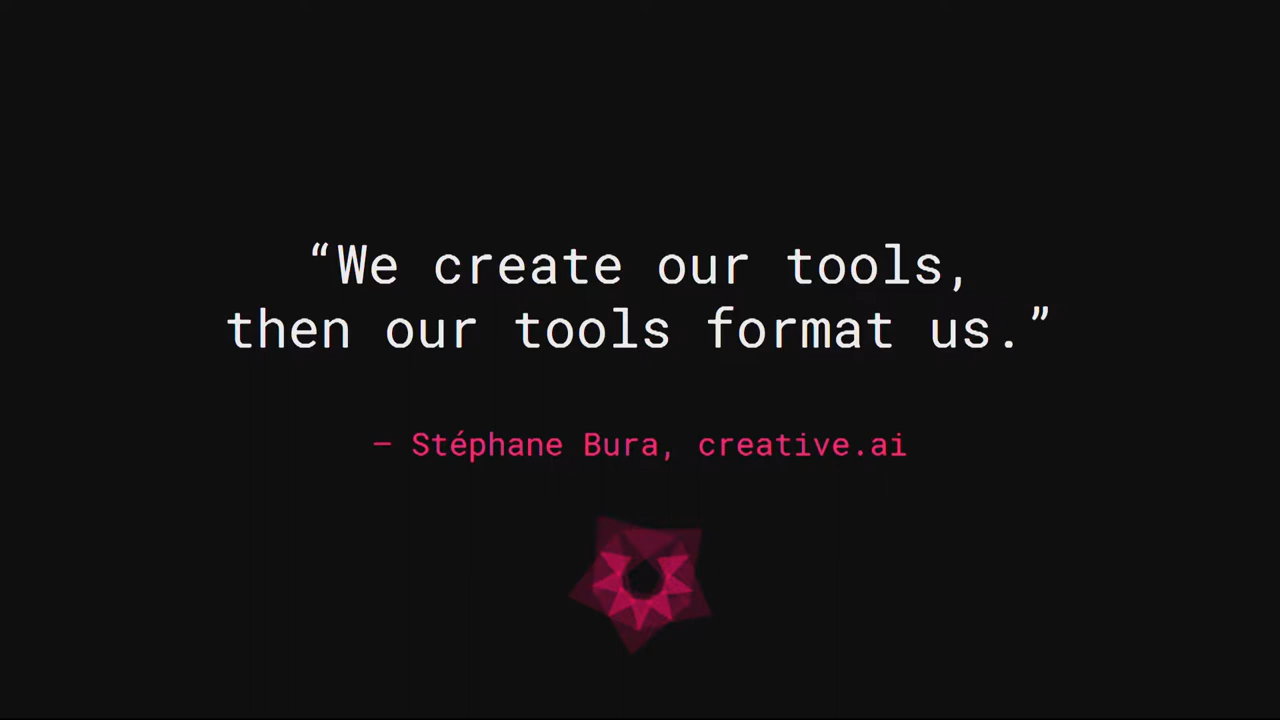 “We create our tools,
then our tools format us.”
— Stéphane Bura, creative.ai